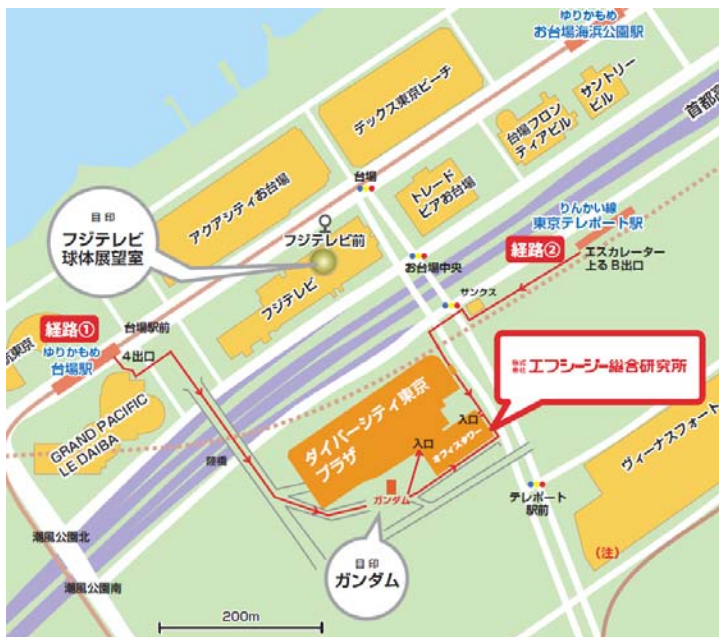 ゆりかもめ
お台場海浜公園駅
デックス東京ビーチ
サントリー
ビル
台場フロン
ティアビル
首都高
台場
トレード
ピアお台場
アクアシティお台場
目印
フジテレビ
球体展望室
フジテレビ前
フジテレビ
お台場中央
りんかい線
東京テレポート駅
経路②
エスカレーター
上る B出口
サンクス
経路①
台場駅前
ゆりかもめ
台場駅
4出口
航東京
株式
会社
エフシージー総合研究所
GRAND PACIFIC
LE DAIBA
ダイバーシティ東京
プラザ
入口
入口
オフィスタワー
ヴィーナスフォート
陸橋
ガンダム
テレポート
駅前
潮風公園北
目印
ガンダム
(注)
潮風公園南
200m